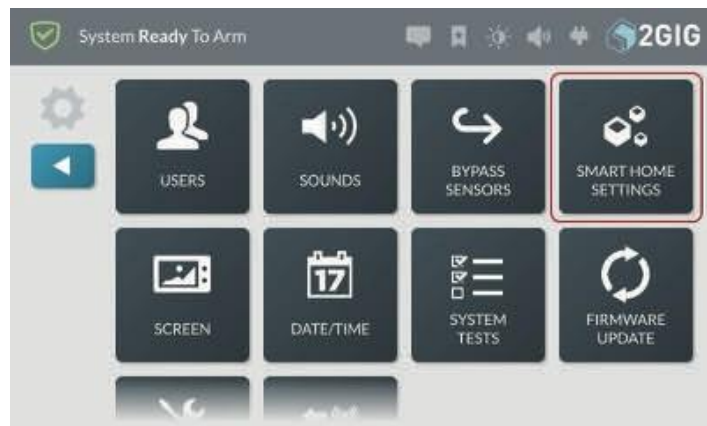 System Ready To Arm
2GIG
USERS
SOUNDS
BYPASS
SENSORS
SMART HOME
SETTINGS
SCREEN
17
DATE/TIME
SYSTEM
TESTS
FIRMWARE
UPDATE